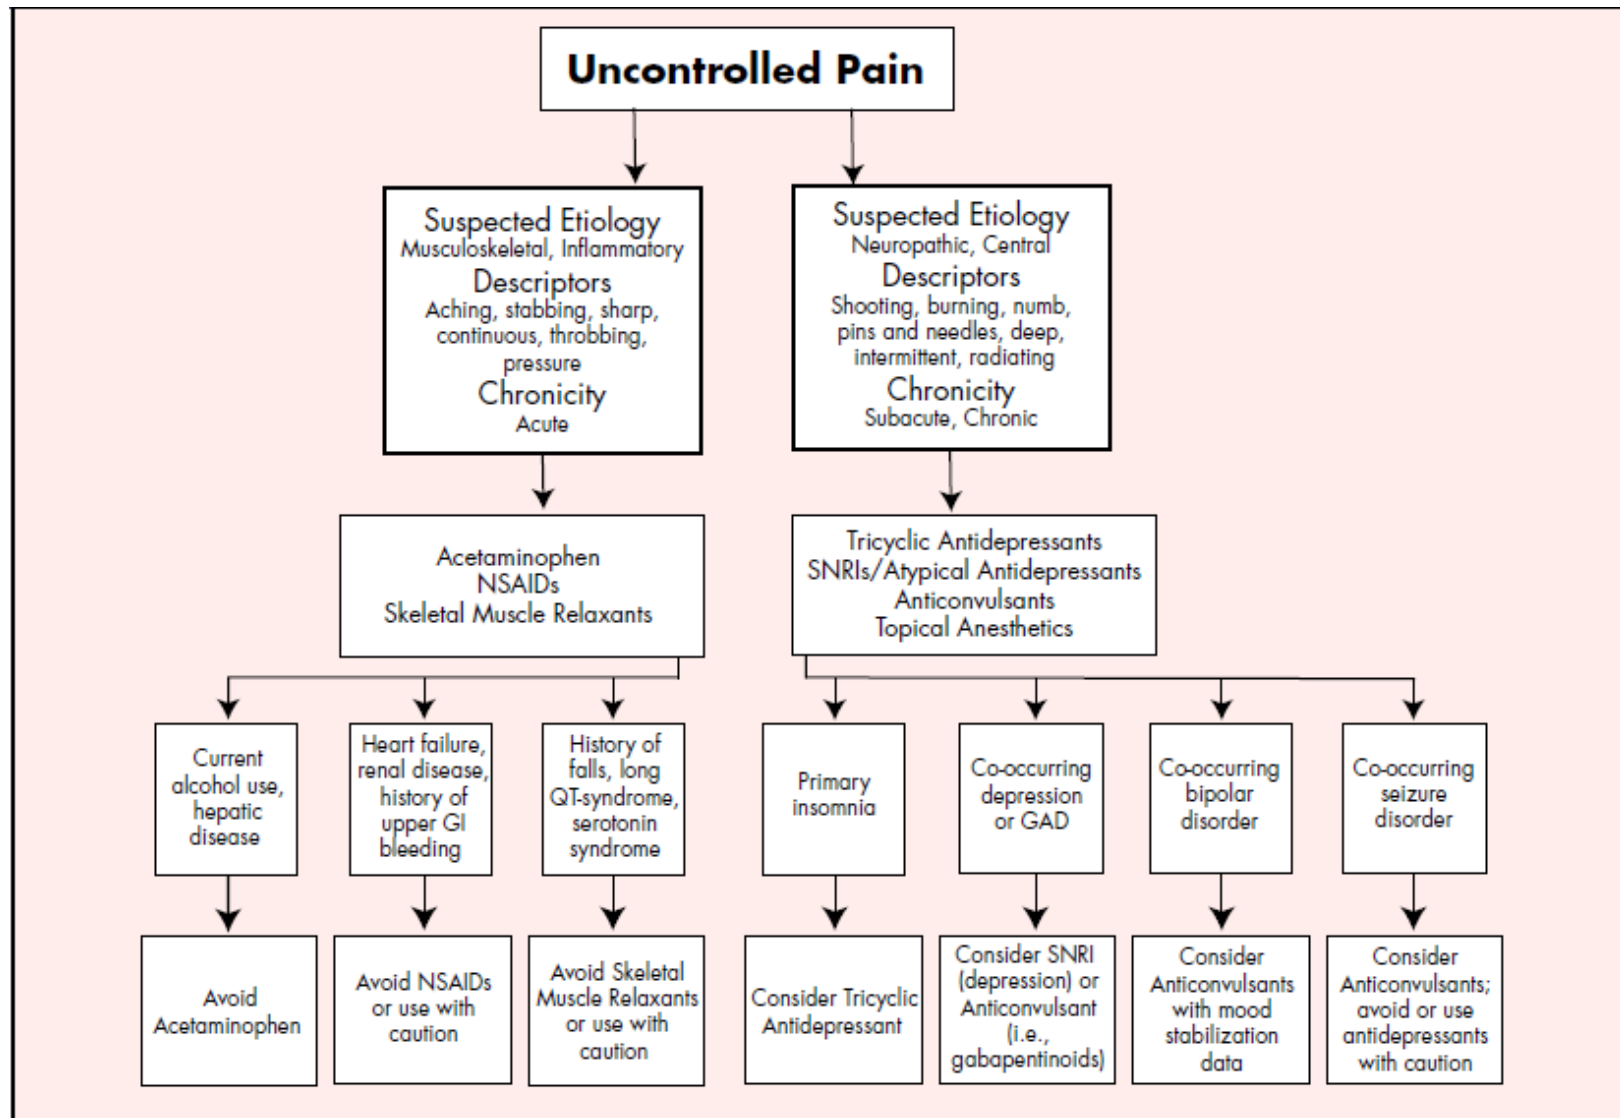 Uncontrolled Pain
Suspected Etiology
Musculoskeletal, Inflammatory
Descriptors
Aching, stabbing, sharp,
continuous, throbbing,
pressure
Chronicity
Acute
Suspected Etiology
Neuropathic, Central
Descriptors
Shooting, burning, numb,
pins and needles, deep,
intermittent, radiating
Chronicity
Subacute, Chronic
Acetaminophen
NSAIDs
Skeletal Muscle Relaxants
Tricyclic Antidepressants
SNRIs/Atypical Antidepressants
Anticonvulsants
Topical Anesthetics
Current
alcohol use,
hepatic
disease
Heart failure,
renal disease,
history of
upper GI
bleeding
History of
falls, long
QT-syndrome,
serotonin
syndrome
Primary
insomnia
Co-occurring
depression
or GAD
Co-occurring
bipolar
disorder
Co-occurring
seizure
disorder
Avoid
Acetaminophen
Avoid NSAIDs
or use with
caution
Avoid Skeletal
Muscle Relaxants
or use with
caution
Consider Tricyclic
Antidepressant
Consider SNRI
(depression) or
Anticonvulsant
(i.e.,
gabapentinoids)
Consider
Anticonvulsants
with mood
stabilization
data
Consider
Anticonvulsants;
avoid or use
antidepressants
with caution